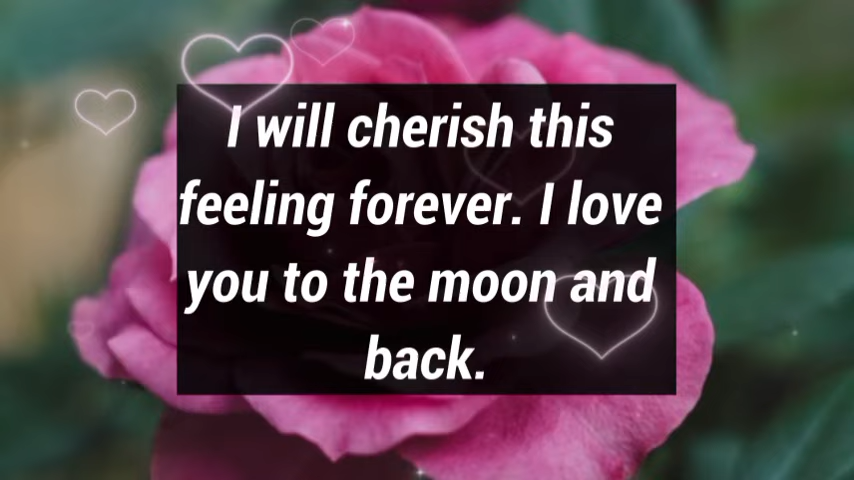 I will cherish this
feeling forever. I love
you to the moon and
back.